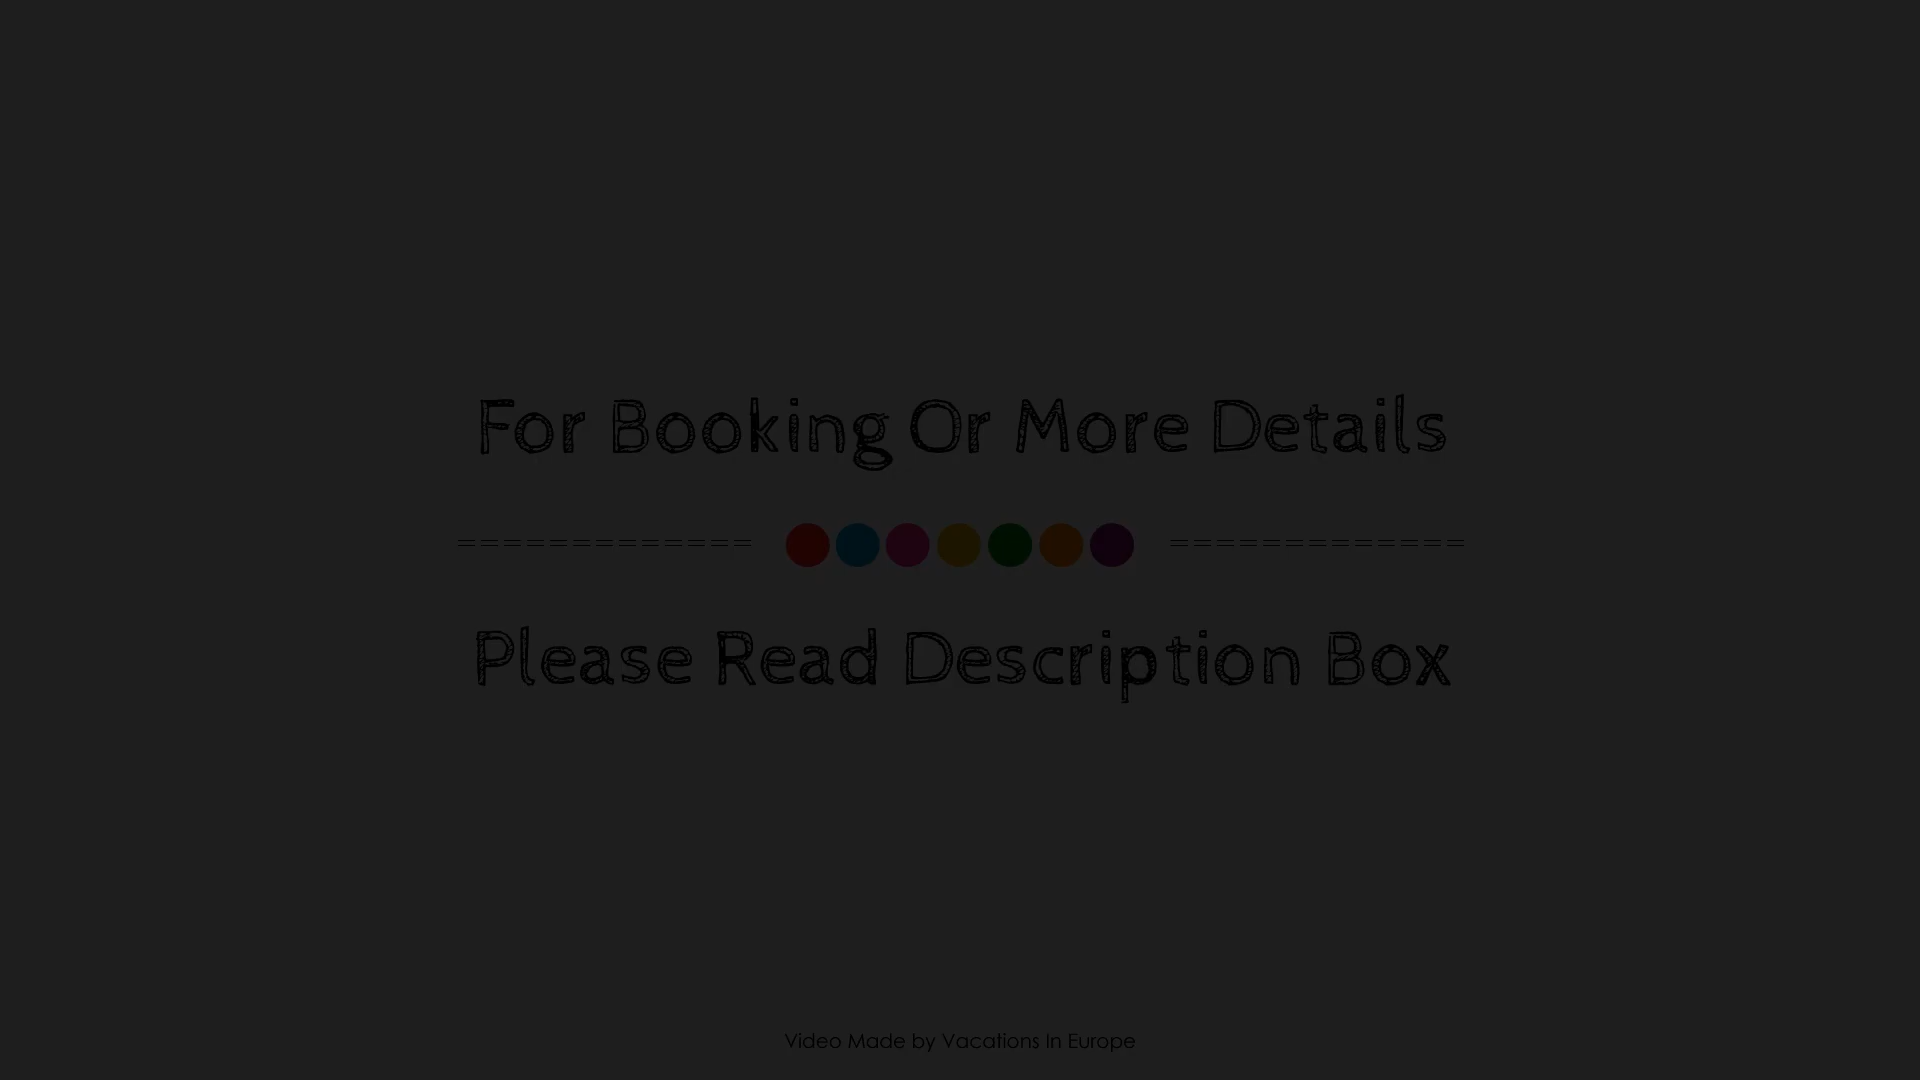 For Booking Or More Details
============= =============
Please Read Description Box
Video Made by Vacations In Europe